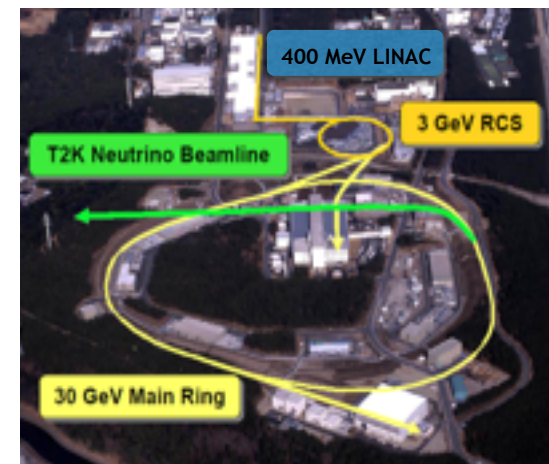 400 MeV LINAC
3 GeV RCS
T2K Neutrino Beamline
30 GeV Main Ring